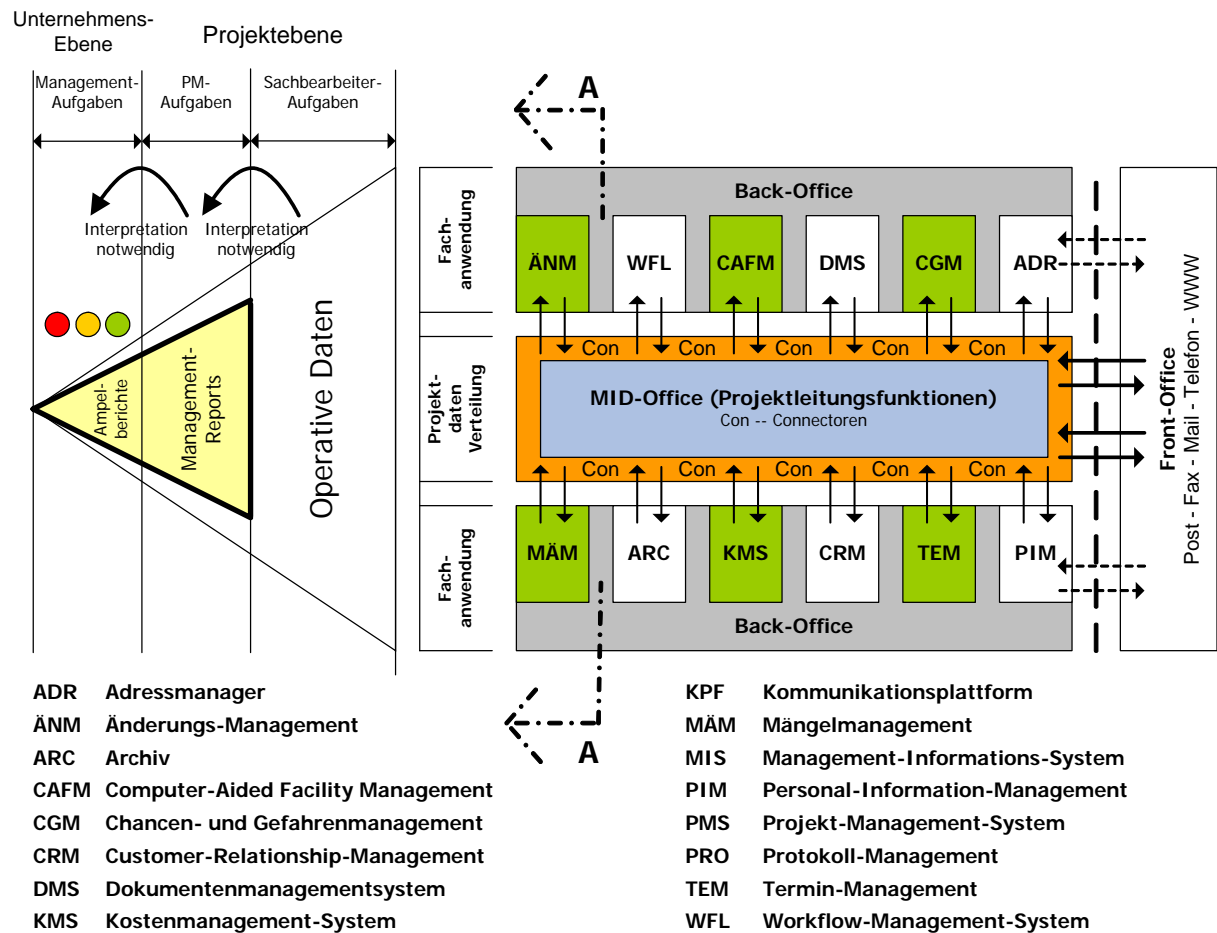 Unternehmens-
Ebene
Projektebene
Management-
Aufgaben
PM-
Aufgaben
Sachbearbeiter-
Aufgaben
Interpretation
notwendig
Interpretation
notwendig
Ampel-
berichte
Management-
Reports
Operative Daten
A
Fach-
anwendung
Projekt-
daten
Verteilung
Fach-
anwendung
Back-Office
ÄNM
WFL
CAFM
DMS
CGM
ADR
Con
Con
Con
Con
Con
MID-Office (Projektleitungsfunktionen)
Con -- Connectoren
Con
Con
Con
Con
Con
MÄM
ARC
KMS
CRM
TEM
PIM
Back-Office
A
Front-Office
Post - Fax - Mail - Telefon - WWW
ADR Adressmanager
ÄNM Änderungs-Management
ARC Archiv
CAFM Computer-Aided Facility Management
CGM Chancen- und Gefahrenmanagement
CRM Customer-Relationship-Management
DMS Dokumentenmanagementsystem
KMS Kostenmanagement-System
KPF Kommunikationsplattform
MÄM Mängelmanagement
MIS Management-Informations-System
PIM Personal-Information-Management
PMS Projekt-Management-System
PRO Protokoll-Management
TEM Termin-Management
WFL Workflow-Management-System